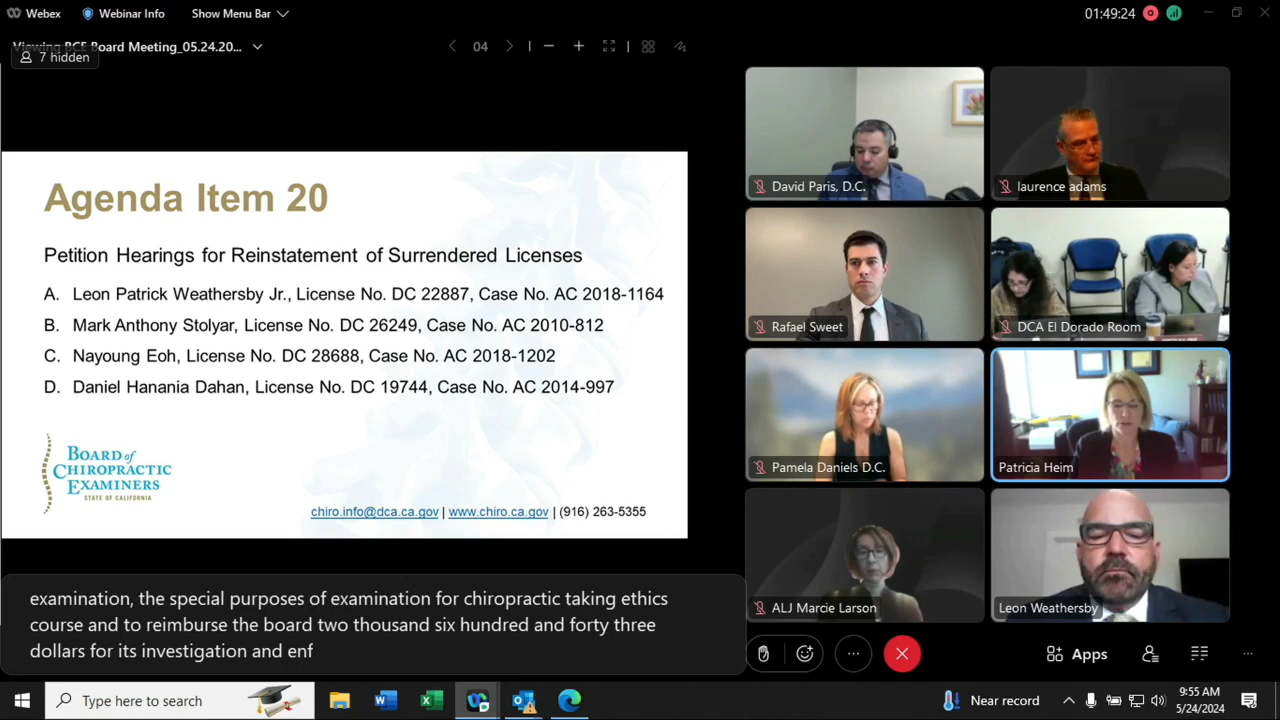 Webex
Webinar Info
Show Menu Bar
01:49:24
Viewing BCE Board Meeting_05.24.20...
04
7 hidden
Agenda Item 20
Petition Hearings for Reinstatement of Surrendered Licenses
A. Leon Patrick Weathersby Jr., License No. DC 22887, Case No. AC 2018-1164
B. Mark Anthony Stolyar, License No. DC 26249, Case No. AC 2010-812
C. Nayoung Eoh, License No. DC 28688, Case No. AC 2018-1202
D. Daniel Hanania Dahan, License No. DC 19744, Case No. AC 2014-997
BOARD of
CHIROPRACTIC
EXAMINERS
STATE OF CALIFORNIA
chiro.info@dca.ca.gov | www.chiro.ca.gov | (916) 263-5355
David Paris, D.C.
laurence adams
Rafael Sweet
DCA El Dorado Room
Pamela Daniels D.C.
Patricia Heim
ALJ Marcie Larson
Leon Weathersby
examination, the special purposes of examination for chiropractic taking ethics
course and to reimburse the board two thousand six hundred and forty three
dollars for its investigation and enf
Apps
Type here to search
Near record
9:55 AM
5/24/2024